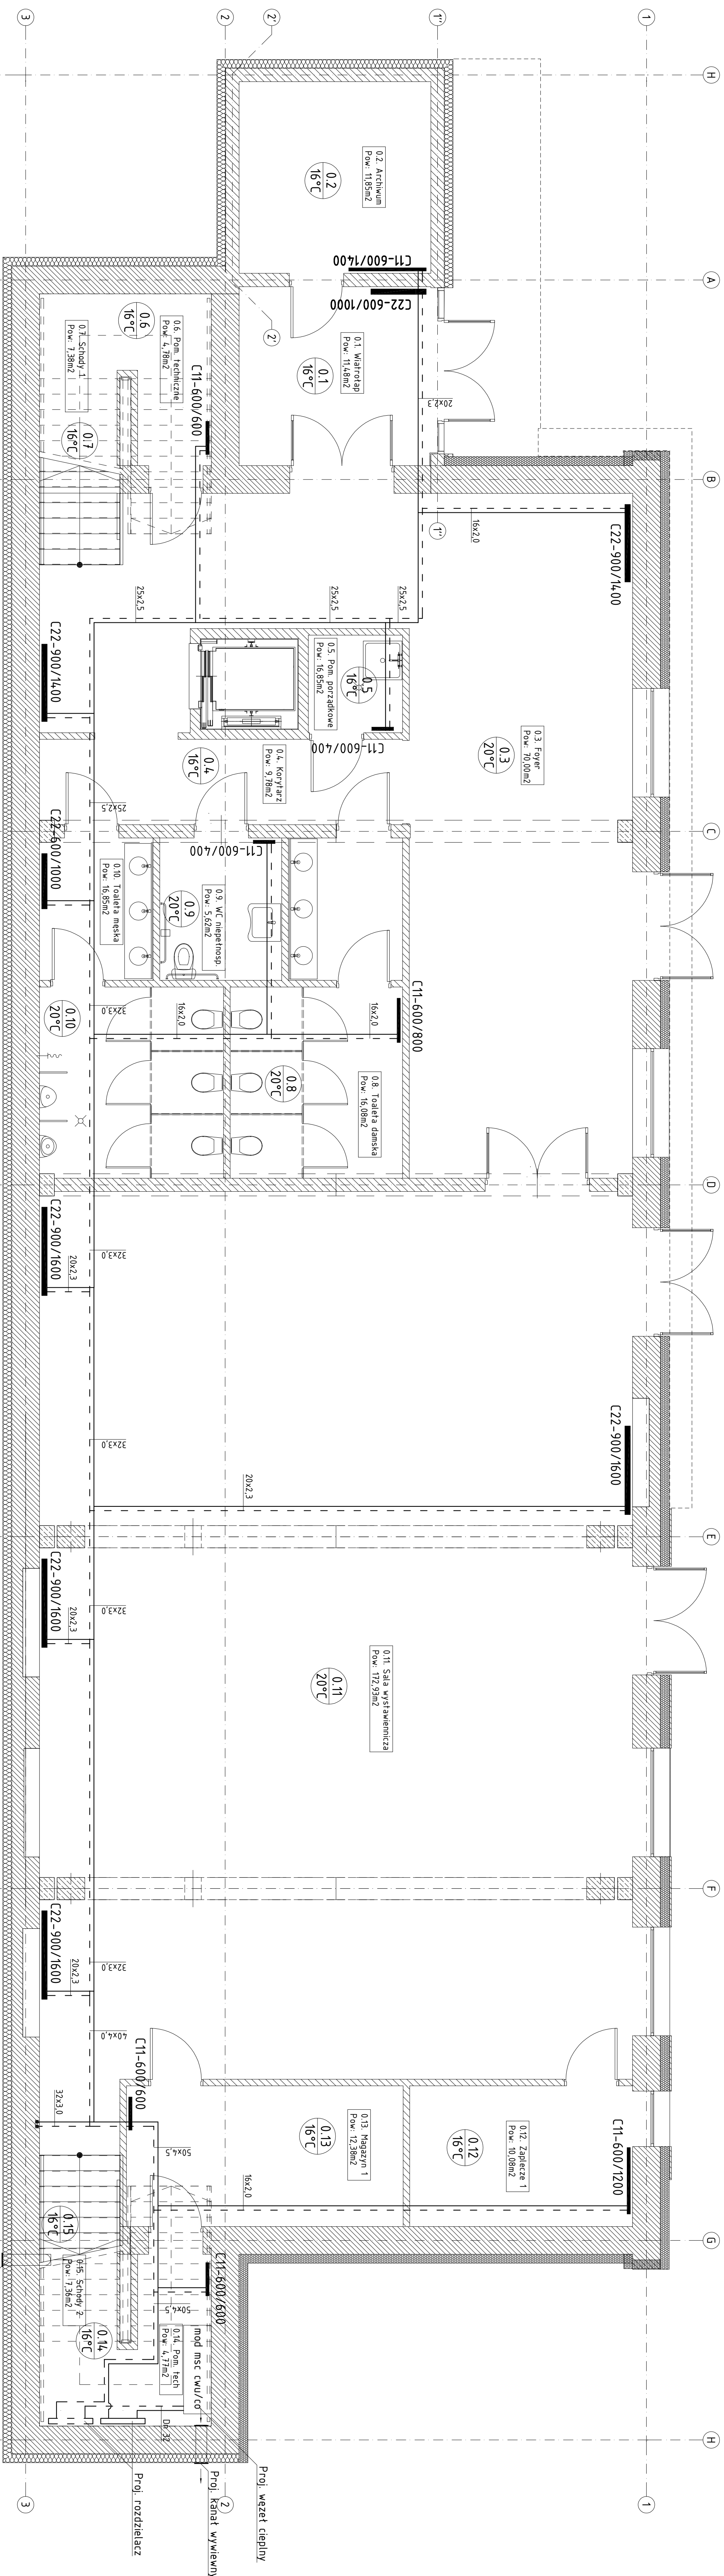 3
2
2'
1"
1
H
0.2. Archiwum
Pow: 11,85m2
0.2
16°C
C11-600/1400
C22-600/1000
A
2'
0.1. Wiatrołap
Pow: 11,48m2
0.1
16°C
20x2,3
0.6
16°C
0.6. Pom. techniczne
Pow: 4,78m2
0.7. Schody 1
Pow: 7,38m2
0.7
16°C
C11-600/600
B
1"
16x2,0
C22-900/1400
25x2,5
25x2,5
25x2,5
C22-900/1400
0.5. Pom. porządkowe
Pow: 16,85m2
0.5
16°C
C11-600/400
0.4
16°C
0.4. Korytarz
Pow: 9,78m2
0.3
20°C
0.3. Foyer
Pow: 70,00m2
25x2,5
C
C22-600/1000
C11-600/400
0.10. Toaleta męska
Pow: 16,85m2
0.9
20°C
0.9. WC niepełnosp.
Pow: 5,62m2
0.10
20°C
32x3,0
16x2,0
16x2,0
C11-600/800
0.8
20°C
0.8. Toaleta damska
Pow: 16,08m2
D
C22-900/1600
20x2,3
32x3,0
C22-900/1600
32x3,0
20x2,3
E
C22-900/1600
20x2,3
32x3,0
0.11
20°C
0.11. Sala wystawiennicza
Pow: 172,93m2
F
C22-900/1600
20x2,3
32x3,0
40x4,0
C11-600/600
32x3,0
50x4,5
16x2,0
0.13
16°C
0.13. Magazyn 1
Pow: 12,38m2
0.12
16°C
0.12. Zaplecze 1
Pow: 10,08m2
C11-600/1200
G
0.15
16°C
0.15. Schody 2
Pow: 7,36m2
0.14
16°C
C11-600/600
50x4,5
0.14. Pom. tech
Pow: 4,77m2
mod msc cwu/co
Dn 32
H
Proj. rozdzielacz
Proj. kanał wywiewny
Proj. węzeł cieplny
3
2
1